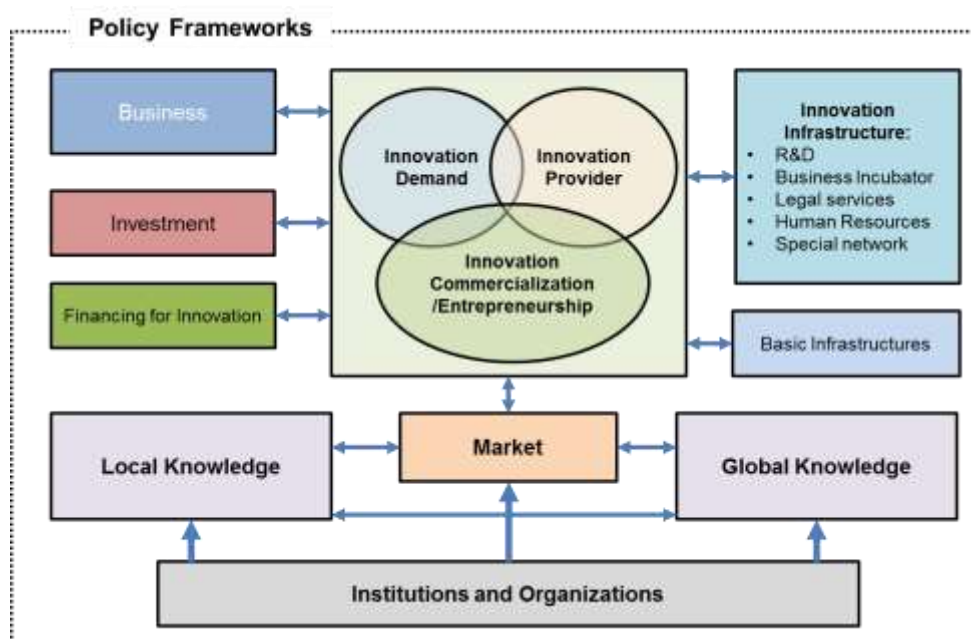 Policy Frameworks
Business
Investment
Financing for Innovation
Innovation
Demand
Innovation
Provider
Innovation
Commercialization
/Entrepreneurship
Innovation
Infrastructure:
• R&D
• Business Incubator
• Legal services
• Human Resources
• Special network
Basic Infrastructures
Local Knowledge
Market
Global Knowledge
Institutions and Organizations